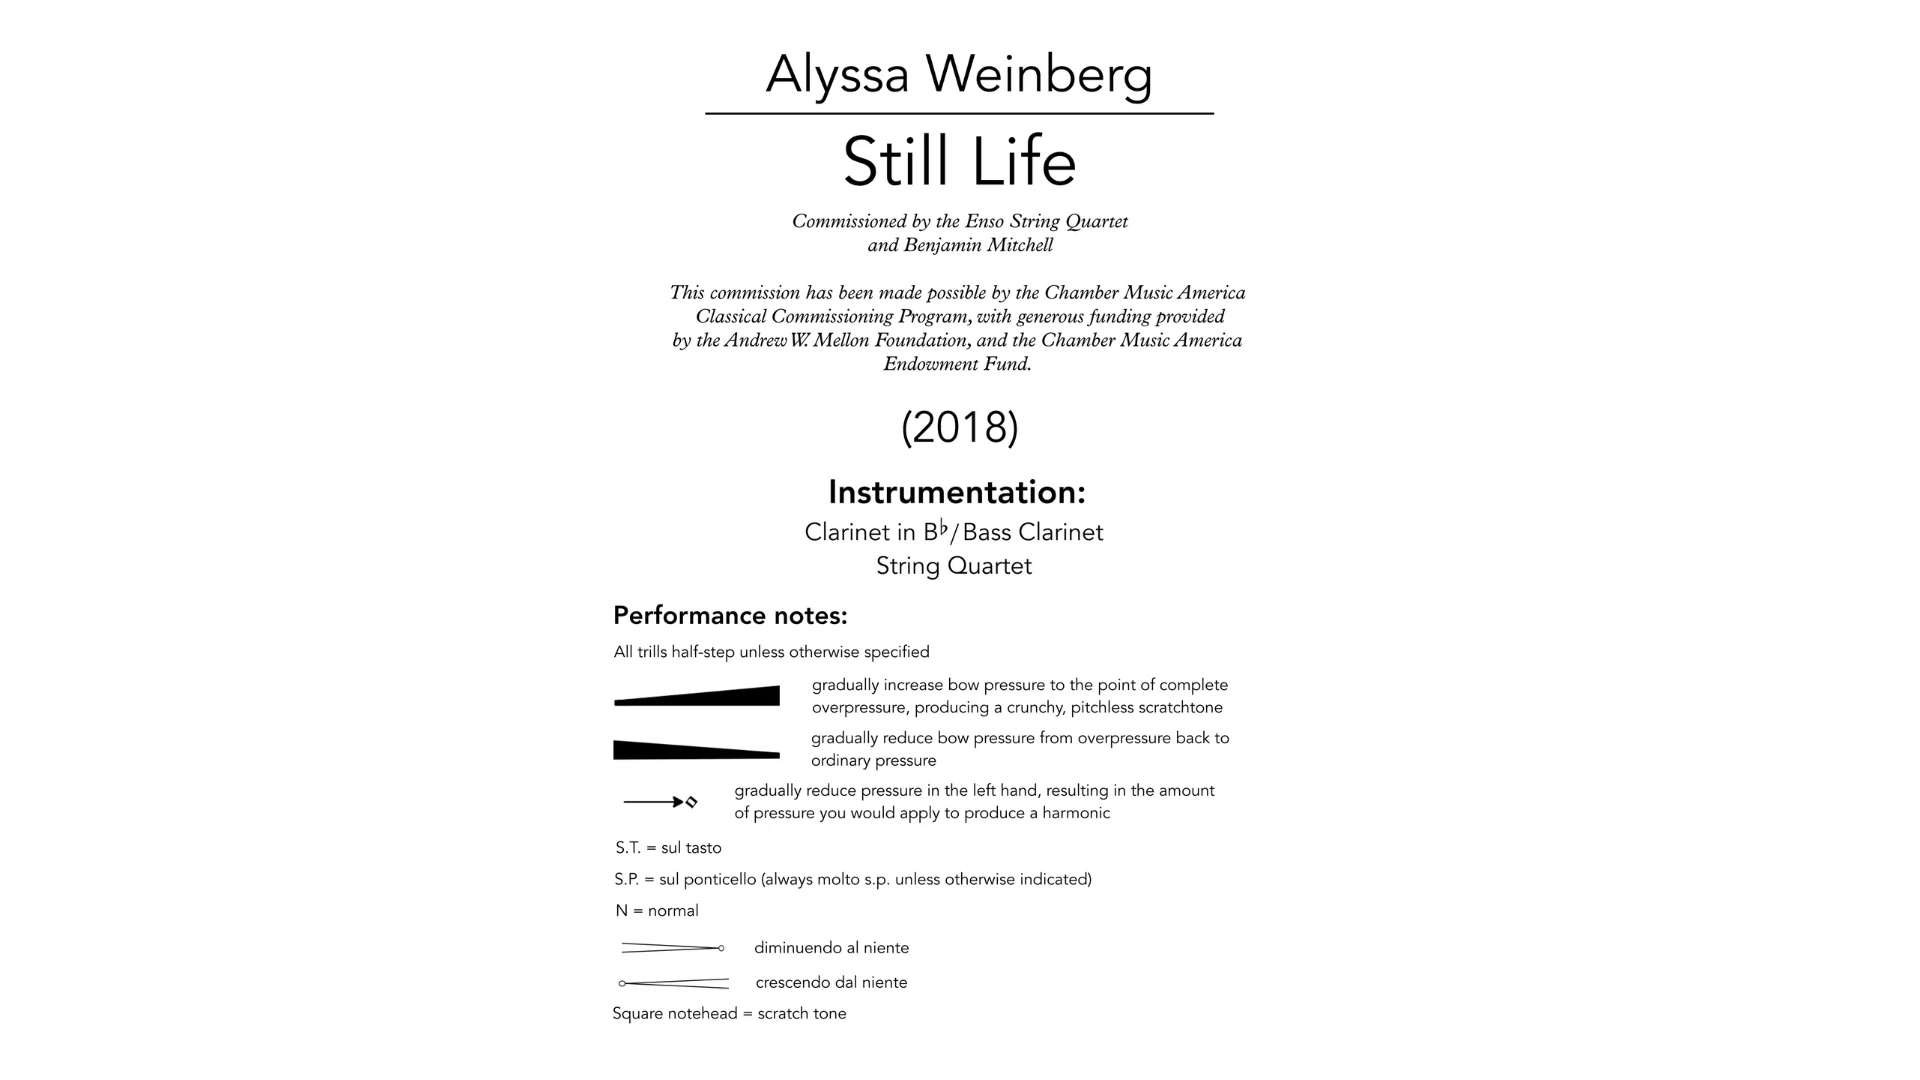 Alyssa Weinberg
Still Life
Commissioned by the Enso String Quartet
and Benjamin Mitchell
This commission has been made possible by the Chamber Music America
Classical Commissioning Program, with generous funding provided
by the Andrew W. Mellon Foundation, and the Chamber Music America
Endowment Fund.
(2018)
Instrumentation:
Clarinet in B♭/Bass Clarinet
String Quartet
Performance notes:
All trills half-step unless otherwise specified
gradually increase bow pressure to the point of complete
overpressure, producing a crunchy, pitchless scratchtone
gradually reduce bow pressure from overpressure back to
ordinary pressure
gradually reduce pressure in the left hand, resulting in the amount
of pressure you would apply to produce a harmonic
S.T. = sul tasto
S.P. = sul ponticello (always molto s.p. unless otherwise indicated)
N = normal
diminuendo al niente
crescendo dal niente
Square notehead = scratch tone